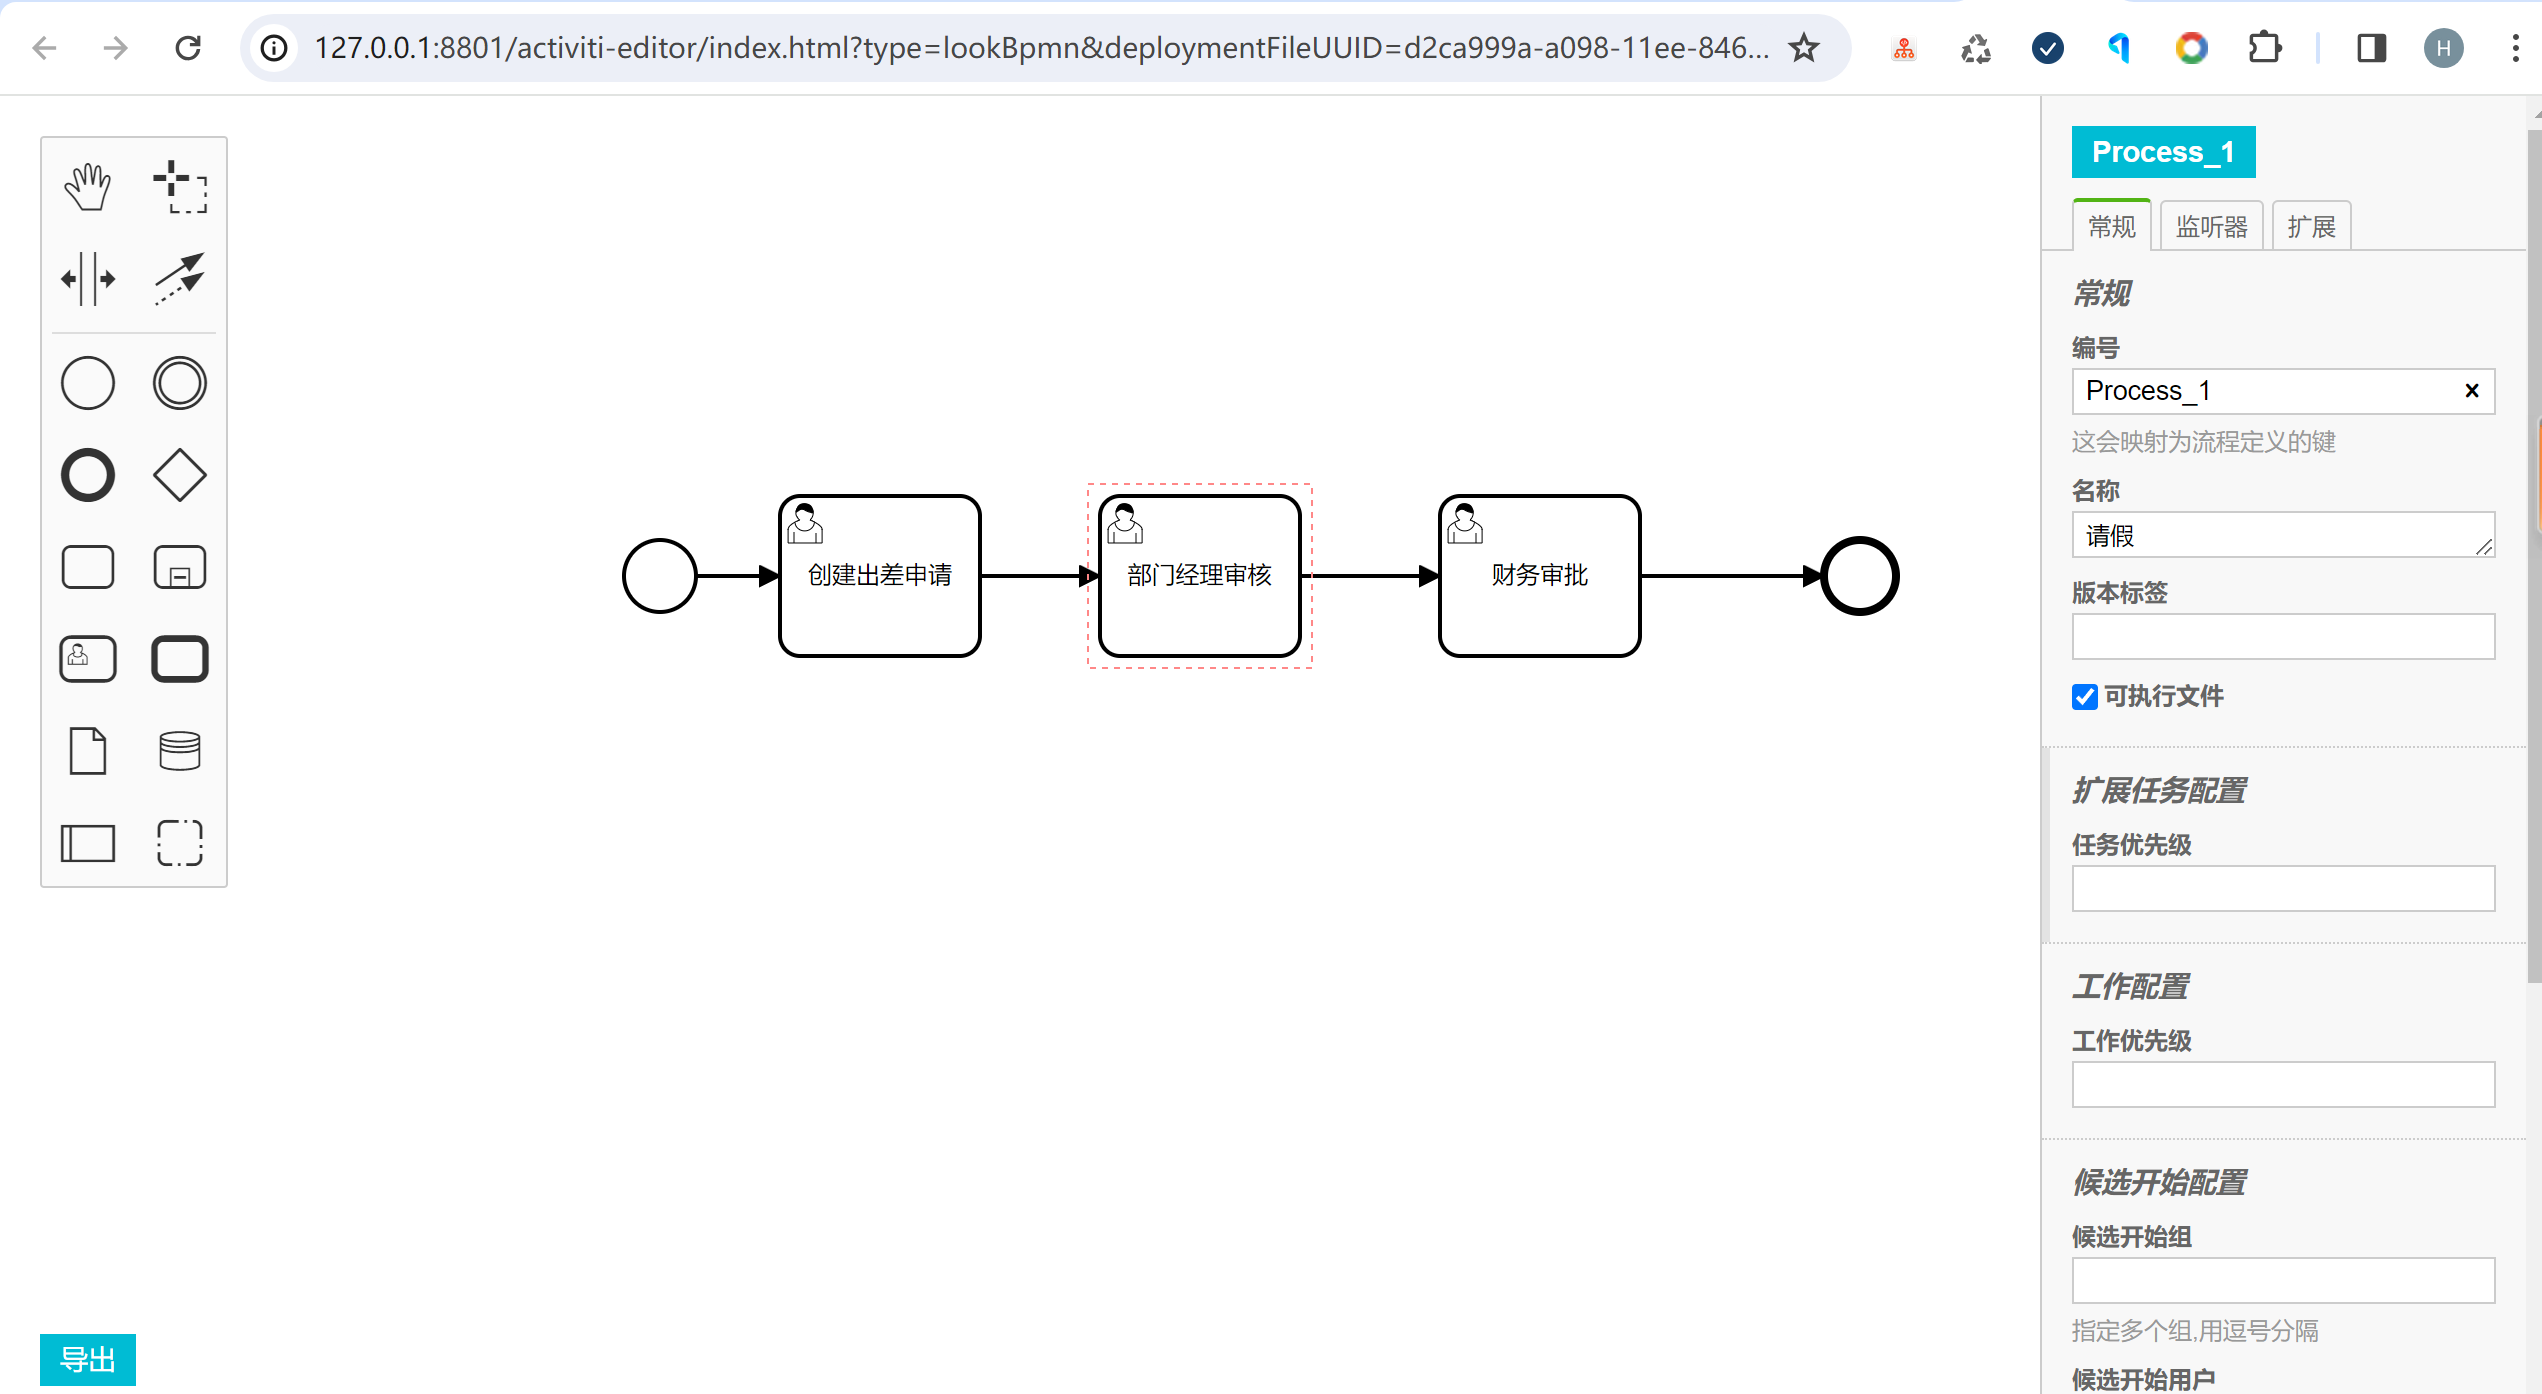 127.0.0.1:8801/activiti-editor/index.html?type=lookBpmn&deploymentFileUUID=d2ca999a-a098-11ee-846...
H
Process_1
常规 监听器 扩展
常规
编号
Process_1
这会映射为流程定义的键
名称
请假
版本标签
可执行文件
扩展任务配置
任务优先级
工作配置
工作优先级
候选开始配置
候选开始组
指定多个组,用逗号分隔
候选开始用户
创建出差申请
部门经理审核
财务审批
导出